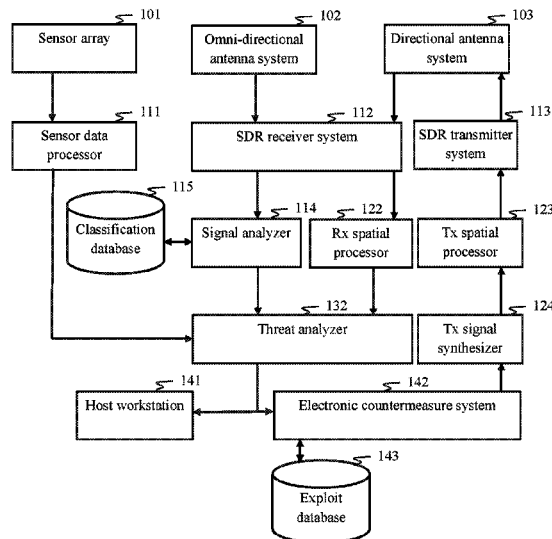 101
Sensor array
102
Omni-directional
antenna system
103
Directional antenna
system
111
Sensor data
processor
112
SDR receiver system
113
SDR transmitter
system
115
Classification
database
114
Signal analyzer
122
Rx spatial
processor
123
Tx spatial
processor
132
Threat analyzer
124
Tx signal
synthesizer
141
Host workstation
142
Electronic countermeasure system
143
Exploit
database